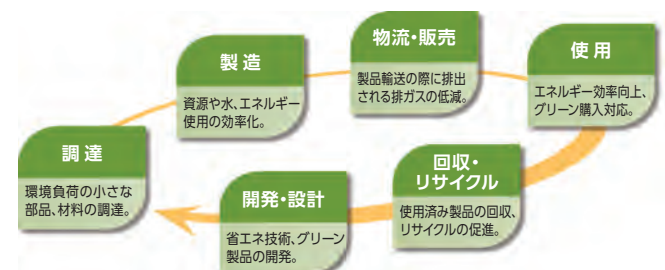 調達
環境負荷の小さな
部品、材料の調達。
製造
資源や水、エネルギー
使用の効率化。
物流・販売
製品輸送の際に排出
される排ガスの低減。
使用
エネルギー効率向上、
グリーン購入対応。
回収・
リサイクル
使用済み製品の回収、
リサイクルの促進。
開発・設計
省エネ技術、グリーン
製品の開発。